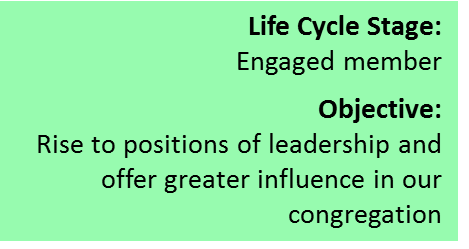 Life Cycle Stage:
Engaged member
Objective:
Rise to positions of leadership and
offer greater influence in our
congregation